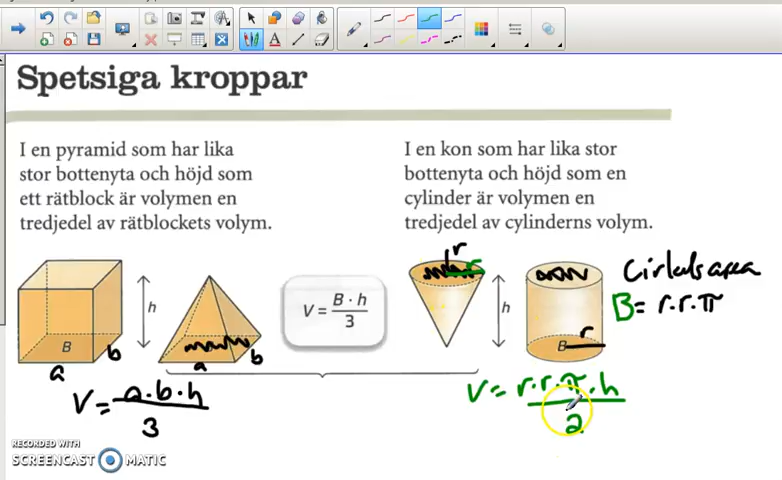 Spetsiga kroppar
I en pyramid som har lika
stor bottenyta och höjd som
ett rätblock är volymen en
tredjedel av rätblockets volym.
I en kon som har lika stor
bottenyta och höjd som en
cylinder är volymen en
tredjedel av cylinderns volym.
B
a
b
h
a
b
V = B · h / 3
r
r
h
B
r
Cirkelsarea
B = r·r·π
V = a·b·h
3
V = r·r·π·h
2
RECORDED WITH
SCREENCAST MATIC